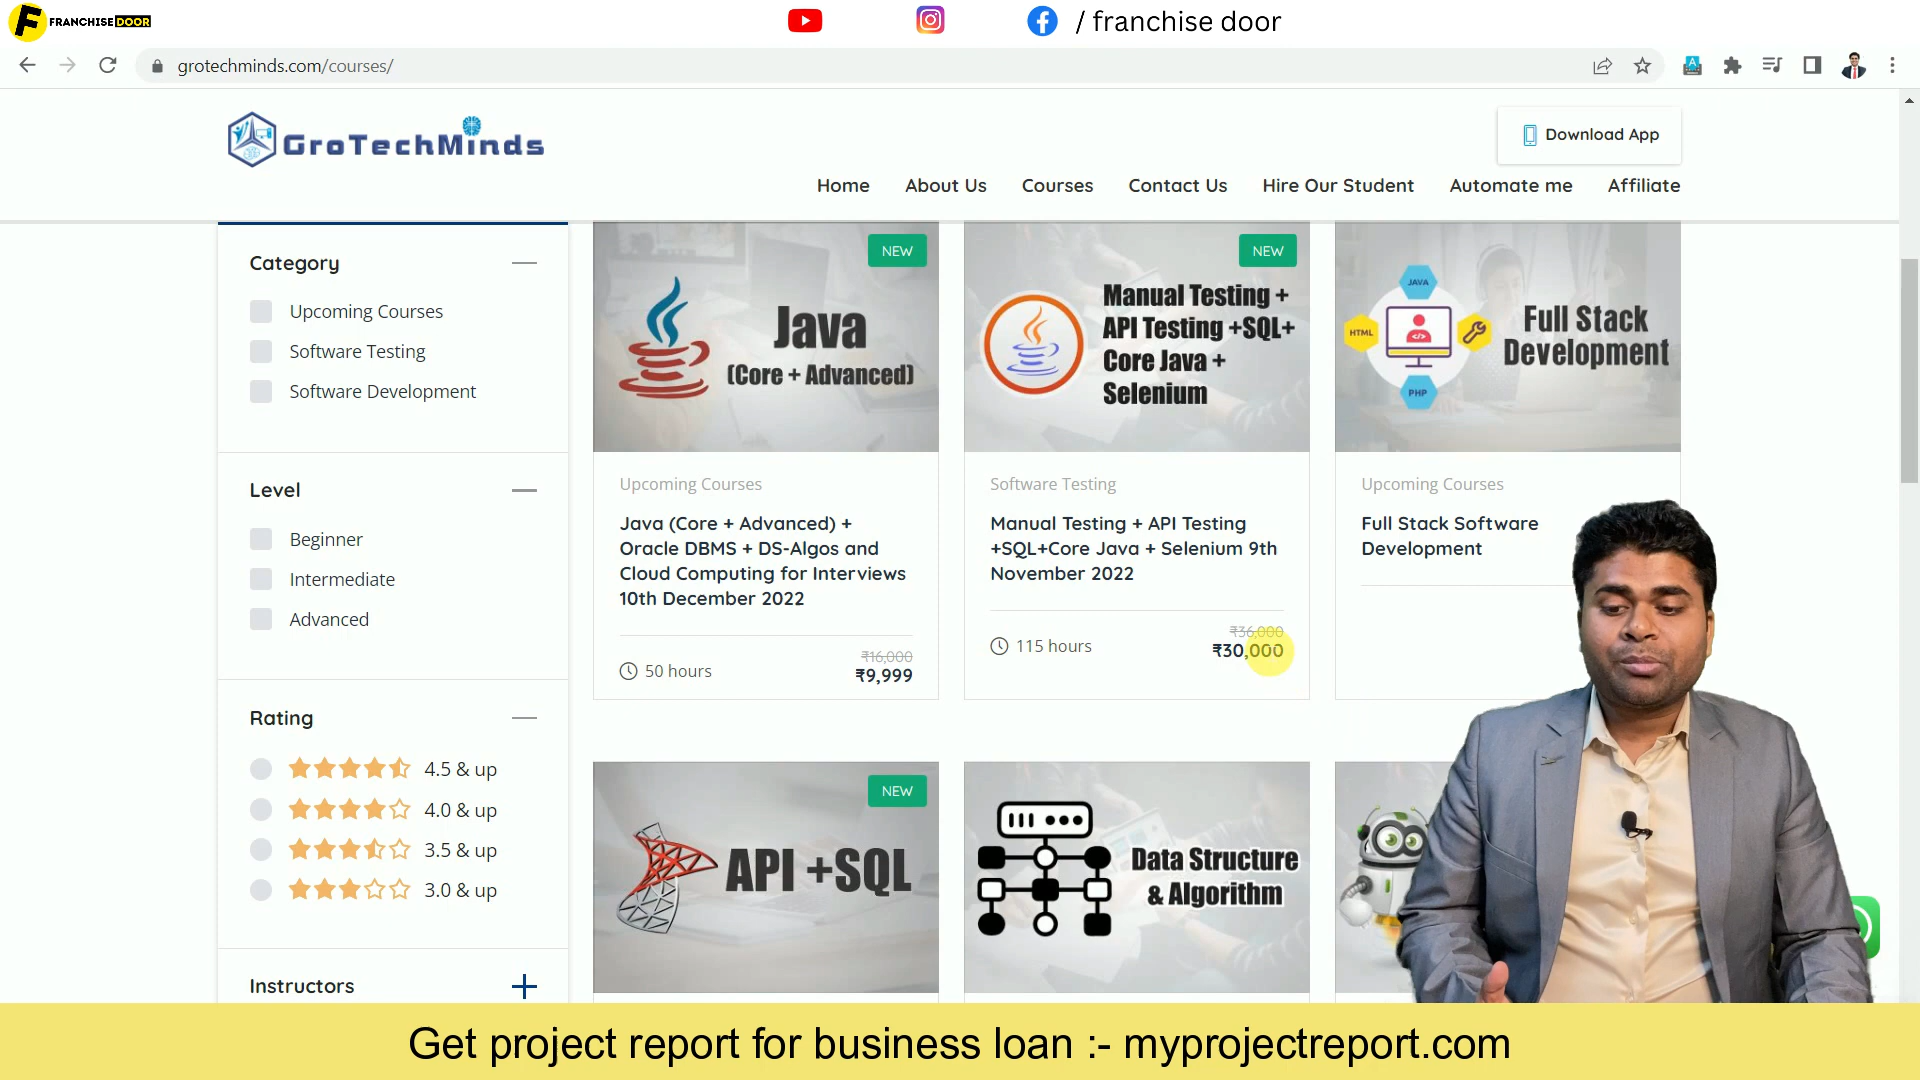 F FRANCHISE DOOR
/ franchise door
grotechminds.com/courses/
GroTechMinds
Download App
Home About Us Courses Contact Us Hire Our Student Automate me Affiliate
Category
Upcoming Courses
Software Testing
Software Development
Level
Beginner
Intermediate
Advanced
Rating
4.5 & up
4.0 & up
3.5 & up
3.0 & up
Instructors
NEW
Java
(Core + Advanced)
Upcoming Courses
Java (Core + Advanced) +
Oracle DBMS + DS-Algos and
Cloud Computing for Interviews
10th December 2022
50 hours
₹16,000
₹9,999
NEW
Manual Testing +
API Testing +SQL+
Core Java +
Selenium
Software Testing
Manual Testing + API Testing
+SQL+Core Java + Selenium 9th
November 2022
115 hours
₹36,000
₹30,000
JAVA
HTML
PHP
Full Stack
Development
Upcoming Courses
Full Stack Software
Development
NEW
API +SQL
Data Structure
& Algorithm
Get project report for business loan :- myprojectreport.com